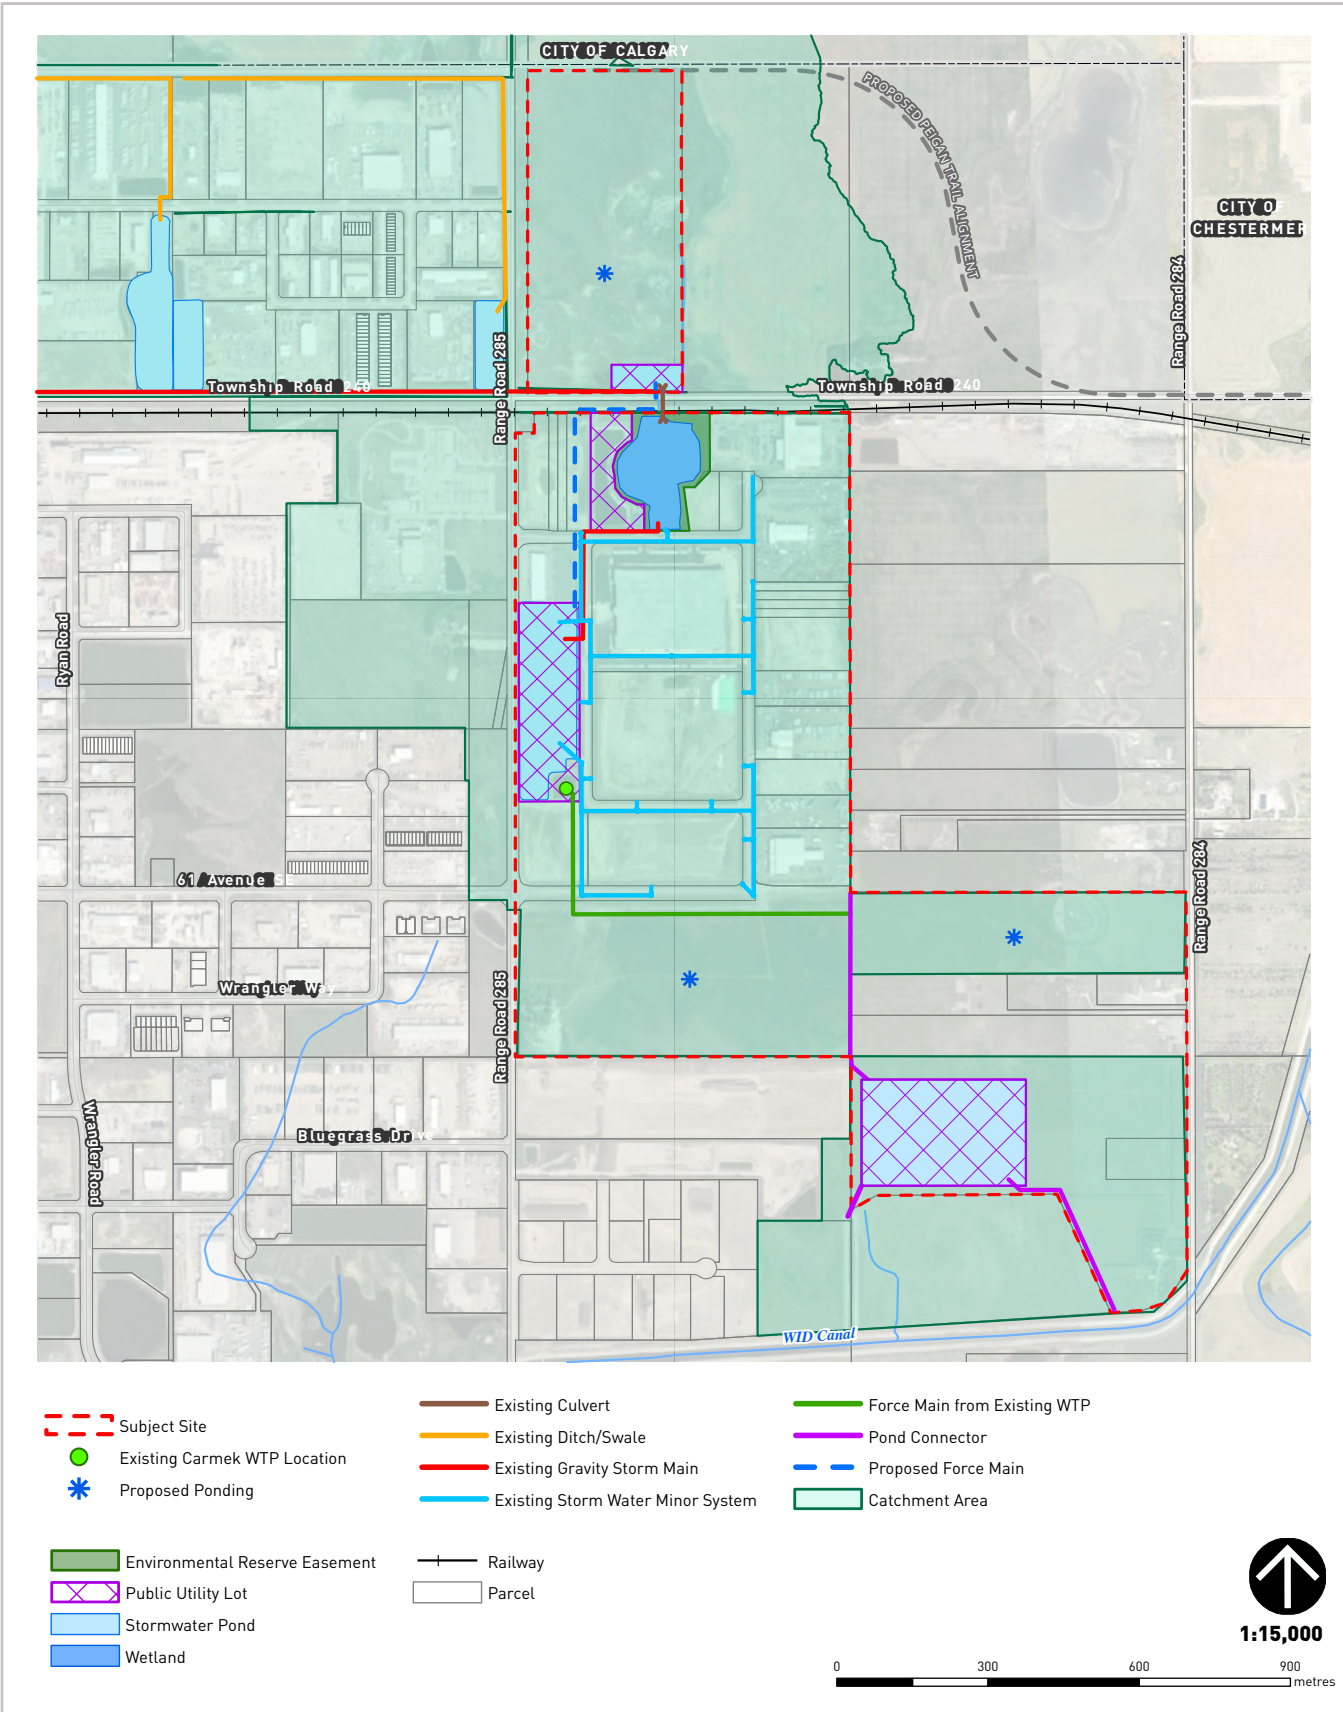 CITY OF CALGARY
PROPOSED PEIGAN TRAIL ALIGNMENT
CITY O
CHESTERMER
Range Road 284
Range Road 285
Township Road 240
Township Road 240
Ryan Road
61 Avenue SE
Range Road 284
Wrangler Way
Range Road 285
Wrangler Road
Bluegrass Drive
WID Canal
Subject Site
Existing Carmek WTP Location
Proposed Ponding
Existing Culvert
Existing Ditch/Swale
Existing Gravity Storm Main
Existing Storm Water Minor System
Force Main from Existing WTP
Pond Connector
Proposed Force Main
Catchment Area
Environmental Reserve Easement
Public Utility Lot
Stormwater Pond
Wetland
Railway
Parcel
1:15,000
0 300 600 900
metres